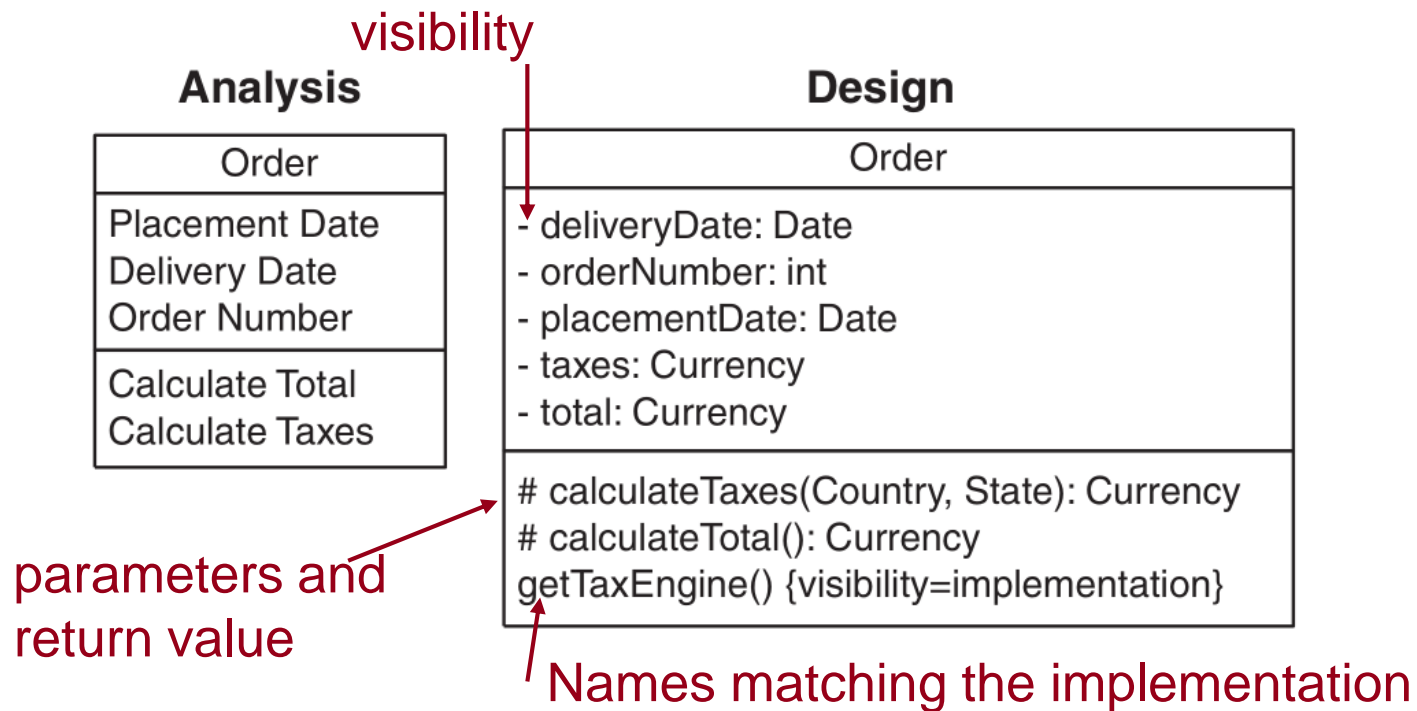 visibility
Analysis
Design
Order
Placement Date
Delivery Date
Order Number
Calculate Total
Calculate Taxes
Order
- deliveryDate: Date
- orderNumber: int
- placementDate: Date
- taxes: Currency
- total: Currency
# calculateTaxes(Country, State): Currency
# calculateTotal(): Currency
getTaxEngine() {visibility=implementation}
parameters and
return value
Names matching the implementation